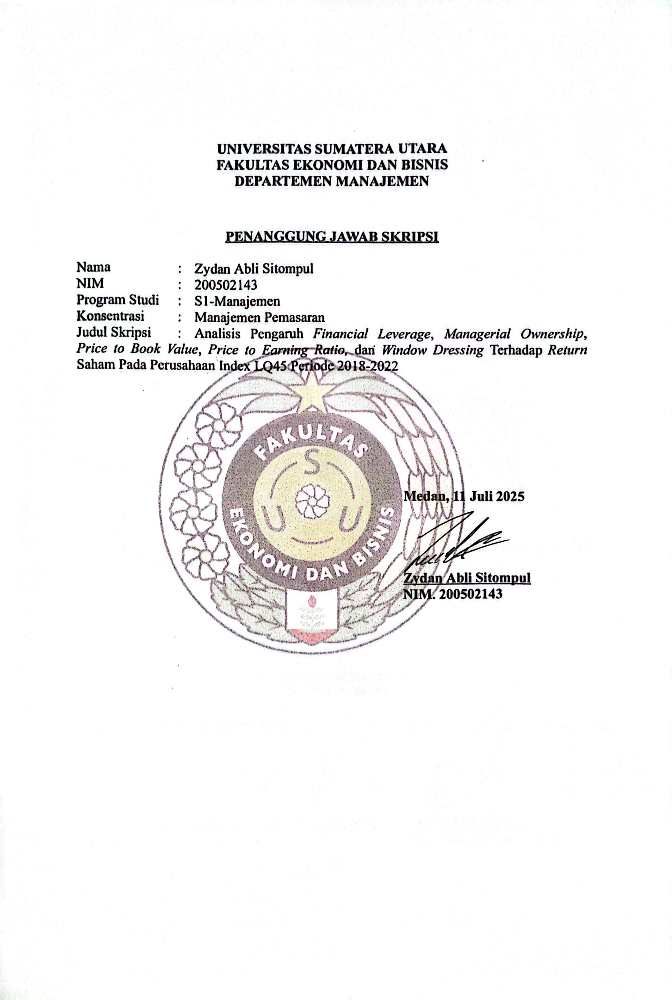 UNIVERSITAS SUMATERA UTARA
FAKULTAS EKONOMI DAN BISNIS
DEPARTEMEN MANAJEMEN
PENANGGUNG JAWAB SKRIPSI
Nama : Zydan Abli Sitompul
NIM : 200502143
Program Studi : S1-Manajemen
Konsentrasi : Manajemen Pemasaran
Judul Skripsi : Analisis Pengaruh Financial Leverage, Managerial Ownership,
Price to Book Value, Price to Earning Ratio, dan Window Dressing Terhadap Return
Saham Pada Perusahaan Index LQ45 Periode 2018-2022
FAKULTAS
EKONOMI DAN BISNIS
U S U
Medan, 11 Juli 2025
Zydan Abli Sitompul
NIM. 200502143